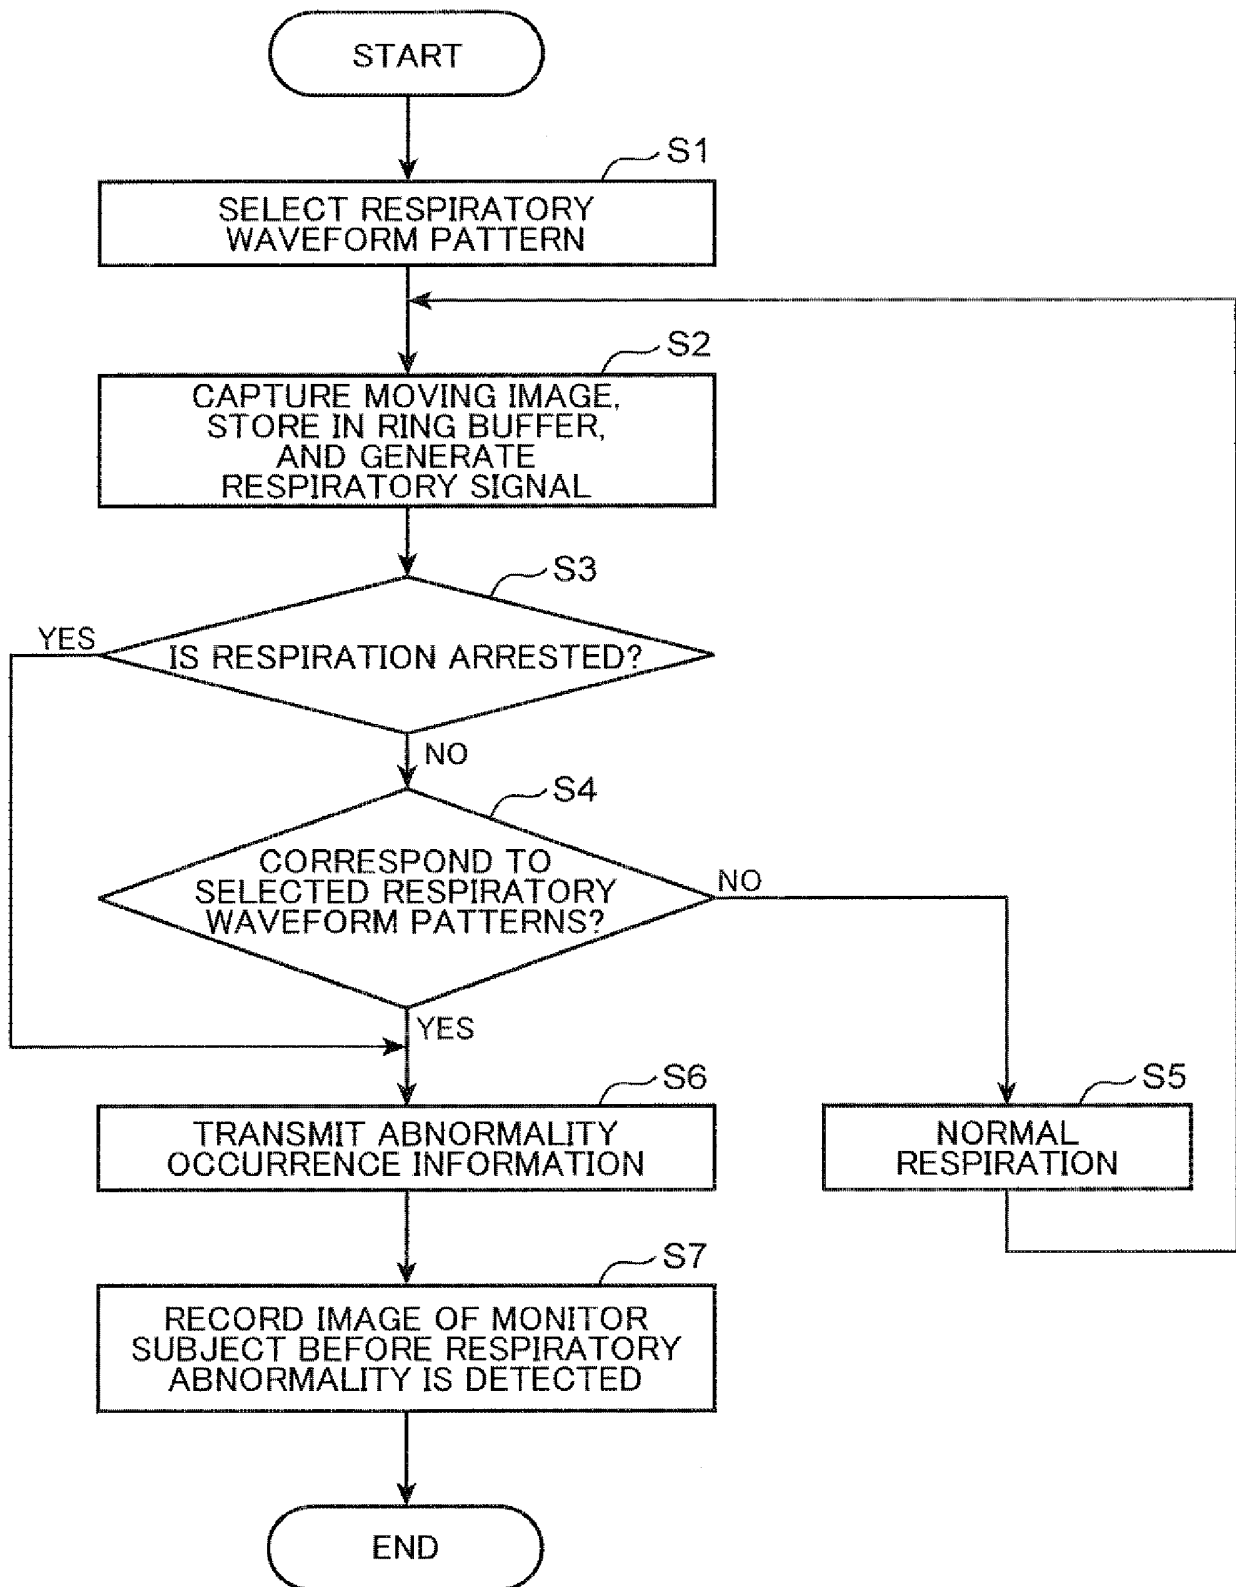 START
S1
SELECT RESPIRATORY
WAVEFORM PATTERN
S2
CAPTURE MOVING IMAGE,
STORE IN RING BUFFER,
AND GENERATE
RESPIRATORY SIGNAL
S3
YES
IS RESPIRATION ARRESTED?
NO
S4
CORRESPOND TO
SELECTED RESPIRATORY
WAVEFORM PATTERNS?
NO
YES
S6
TRANSMIT ABNORMALITY
OCCURRENCE INFORMATION
S5
NORMAL
RESPIRATION
S7
RECORD IMAGE OF MONITOR
SUBJECT BEFORE RESPIRATORY
ABNORMALITY IS DETECTED
END